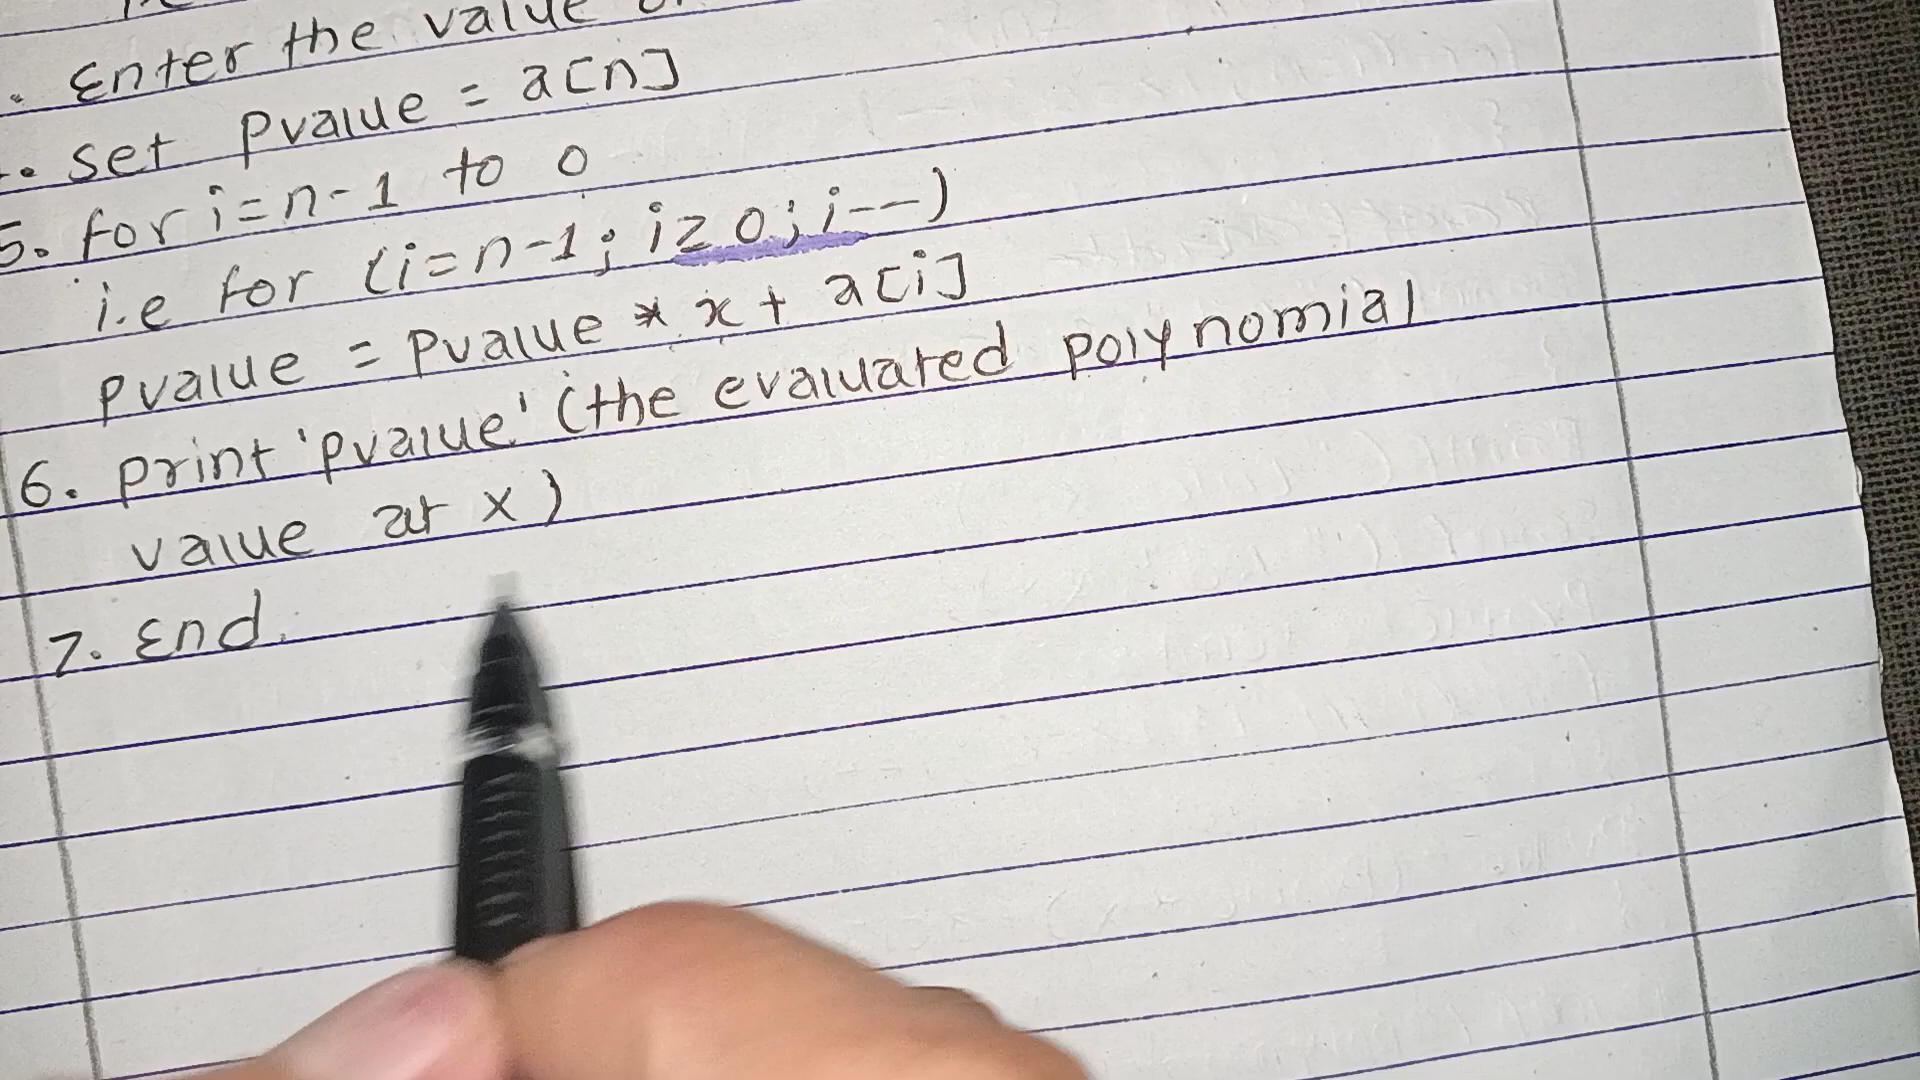 . Enter the value
. set Pvalue = a[n]
5. for i=n-1 to 0
i.e for (i=n-1; i≥0; i--)
Pvalue = Pvalue * x + a[i]
6. print 'pvalue' (the evaluated polynomial
value at x)
7. End.